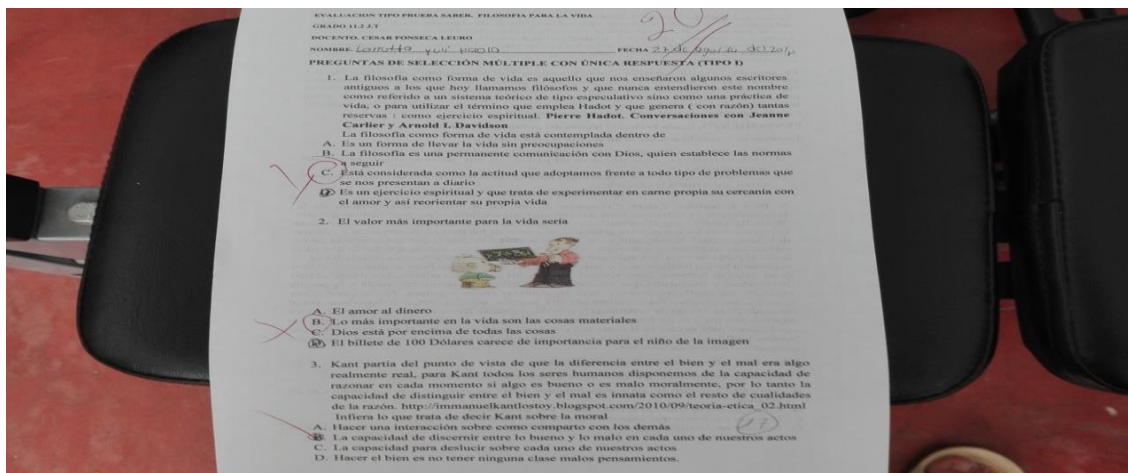 EVALUACION TIPO PRUEBA SABER. FILOSOFIA PARA LA VIDA
20
GRADO 11.2 J.T
DOCENTO. CESAR FONSECA LEURO
NOMBRE. Larrotta yuli paola FECHA 27 de agosto del 201
PREGUNTAS DE SELECCIÓN MÚLTIPLE CON ÚNICA RESPUESTA (TIPO I)
1. La filosofía como forma de vida es aquello que nos enseñaron algunos escritores
antiguos a los que hoy llamamos filósofos y que nunca entendieron este nombre
como referido a un sistema teórico de tipo especulativo sino como una práctica de
vida, o para utilizar el término que emplea Hadot y que genera ( con razón) tantas
reservas : como ejercicio espiritual. Pierre Hadot. Conversaciones con Jeanne
Carlier y Arnold I. Davidson
La filosofía como forma de vida está contemplada dentro de
A. Es un forma de llevar la vida sin preocupaciones
B. La filosofía es una permanente comunicación con Dios, quien establece las normas
a seguir
C. Está considerada como la actitud que adoptamos frente a todo tipo de problemas que
se nos presentan a diario
D. Es un ejercicio espiritual y que trata de experimentar en carne propia su cercanía con
el amor y así reorientar su propia vida
2. El valor más importante para la vida sería
A. El amor al dinero
B. Lo más importante en la vida son las cosas materiales
C. Dios está por encima de todas las cosas
D. El billete de 100 Dólares carece de importancia para el niño de la imagen
3. Kant partía del punto de vista de que la diferencia entre el bien y el mal era algo
realmente real, para Kant todos los seres humanos disponemos de la capacidad de
razonar en cada momento si algo es bueno o es malo moralmente, por lo tanto la
capacidad de distinguir entre el bien y el mal es innata como el resto de cualidades
de la razón. http://immanuelkantlostoy.blogspot.com/2010/09/teoria-etica_02.html
Infiera lo que trata de decir Kant sobre la moral
A. Hacer una interacción sobre como comparto con los demás
17
B. La capacidad de discernir entre lo bueno y lo malo en cada uno de nuestros actos
C. La capacidad para deslucir sobre cada uno de nuestros actos
D. Hacer el bien es no tener ninguna clase malos pensamientos.